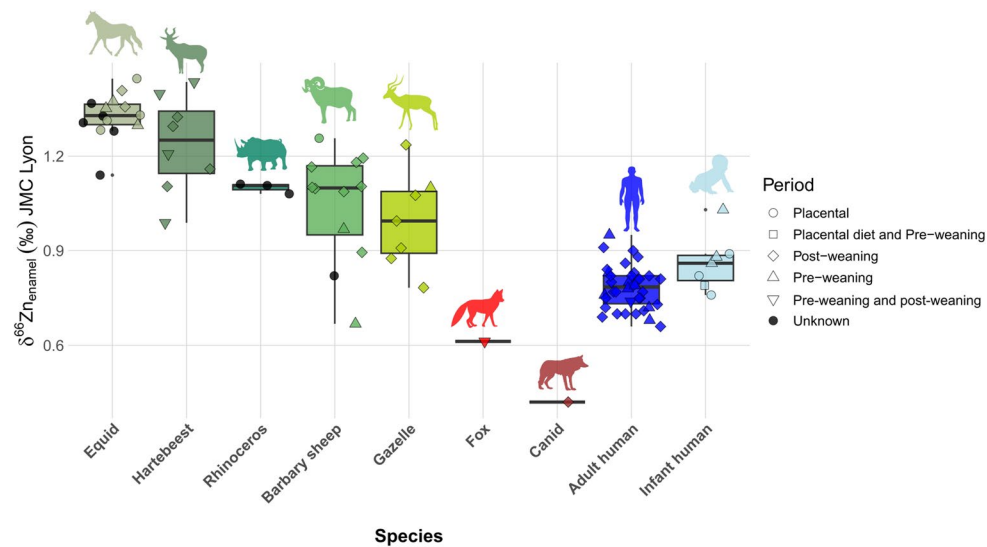 δ66Znenamel (‰) JMC Lyon
1.2
0.9
0.6
Equid
Hartebeest
Rhinoceros
Barbary sheep
Gazelle
Fox
Canid
Adult human
Infant human
Species
Period
Placental
Placental diet and Pre-weaning
Post-weaning
Pre-weaning
Pre-weaning and post-weaning
Unknown